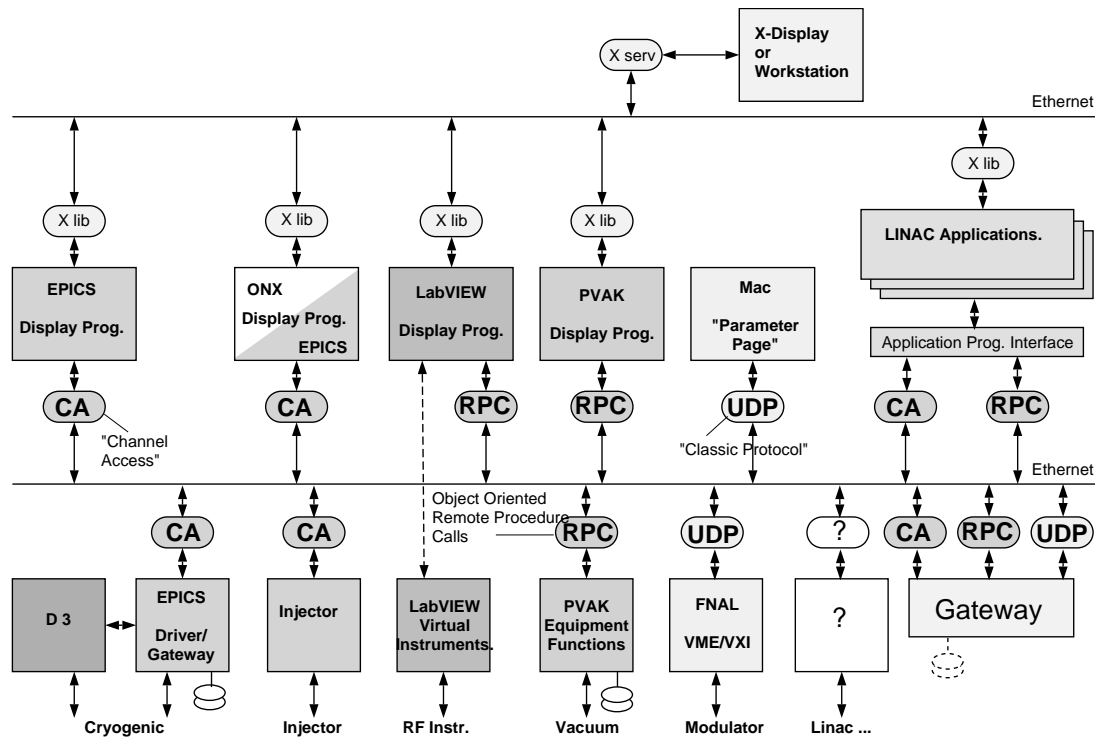 X serv
X-Display
or
Workstation
Ethernet
X lib
X lib
X lib
X lib
X lib
LINAC Applications.
EPICS
Display Prog.
ONX
Display Prog.
EPICS
LabVIEW
Display Prog.
PVAK
Display Prog.
Mac
"Parameter
Page"
Application Prog. Interface
CA
CA
RPC
RPC
UDP
CA
RPC
"Channel
Access"
"Classic Protocol"
Ethernet
Object Oriented
Remote Procedure
Calls
CA
CA
RPC
UDP
?
CA
RPC
UDP
D 3
EPICS
Driver/
Gateway
Injector
LabVIEW
Virtual
Instruments.
PVAK
Equipment
Functions
FNAL
VME/VXI
?
Gateway
Cryogenic
Injector
RF Instr.
Vacuum
Modulator
Linac ...